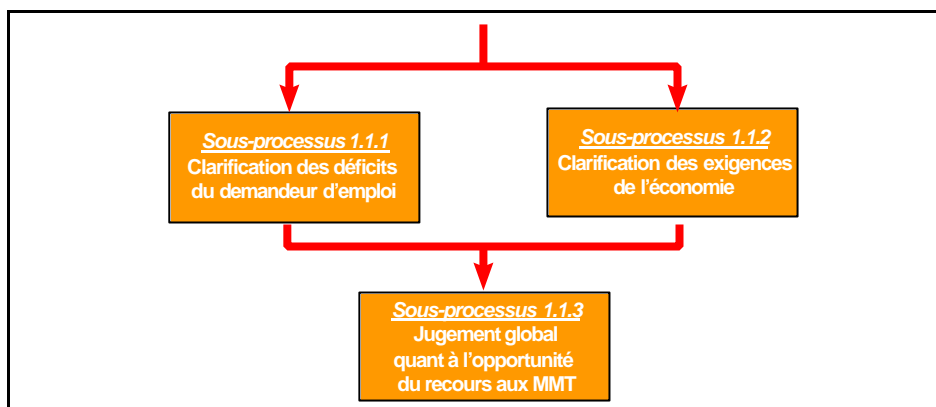 Sous-processus 1.1.1
Clarification des déficits
du demandeur d'emploi
Sous-processus 1.1.2
Clarification des exigences
de l'économie
Sous-processus 1.1.3
Jugement global
quant à l'opportunité
du recours aux MMT